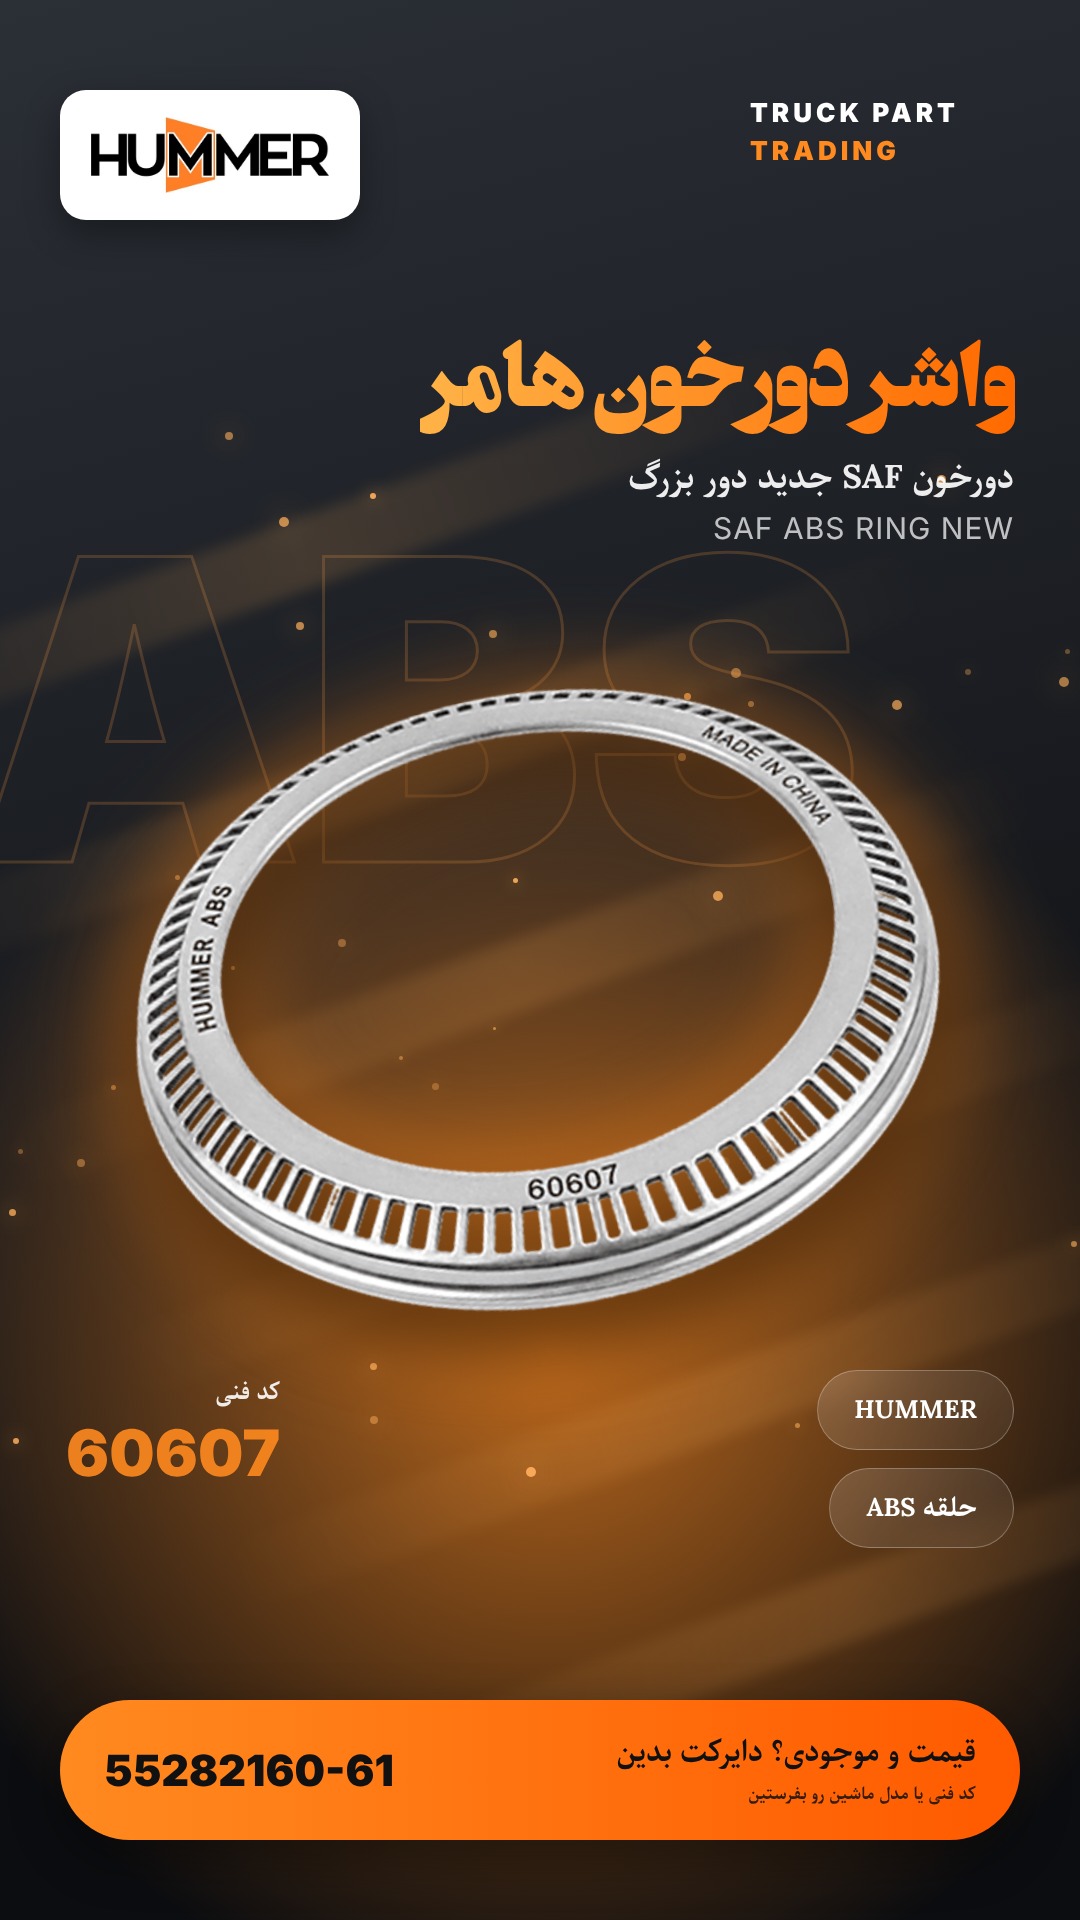 HUMMER
TRUCK PART
TRADING
واشر دورخون هامر
دورخون SAF جدید دور بزرگ
SAF ABS RING NEW
ABS
MADE IN CHINA
HUMMER ABS
60607
کد فنی
60607
HUMMER
حلقه ABS
قیمت و موجودی؟ دایرکت بدین
کد فنی یا مدل ماشین رو بفرستین
55282160-61